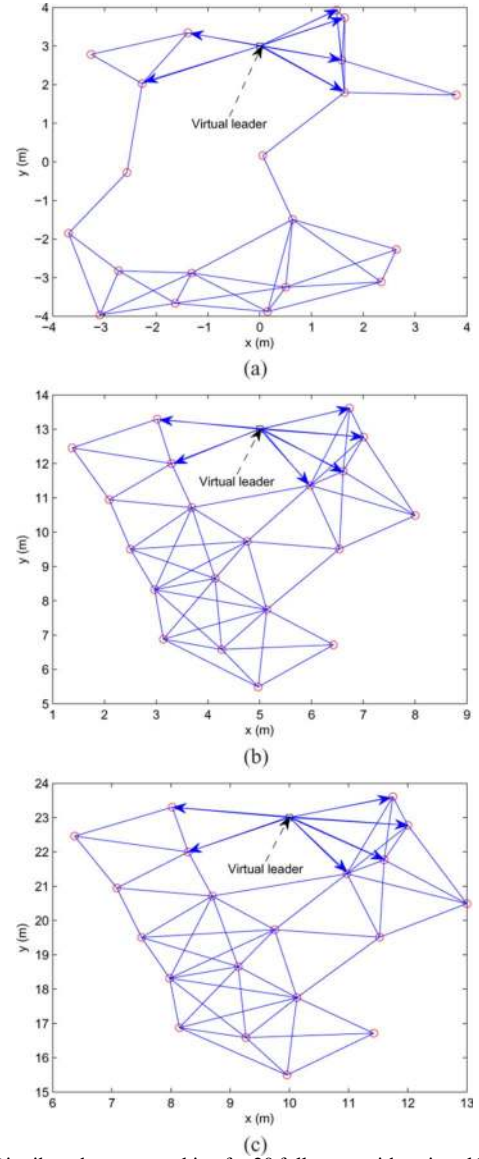 4
3
2
1
0
−1
−2
−3
−4
y (m)
Virtual leader
−4 −3 −2 −1 0 1 2 3 4
x (m)
(a)
14
13
12
11
10
9
8
7
6
5
y (m)
Virtual leader
1 2 3 4 5 6 7 8 9
x (m)
(b)
24
23
22
21
20
19
18
17
16
15
y (m)
Virtual leader
6 7 8 9 10 11 12 13
x (m)
(c)